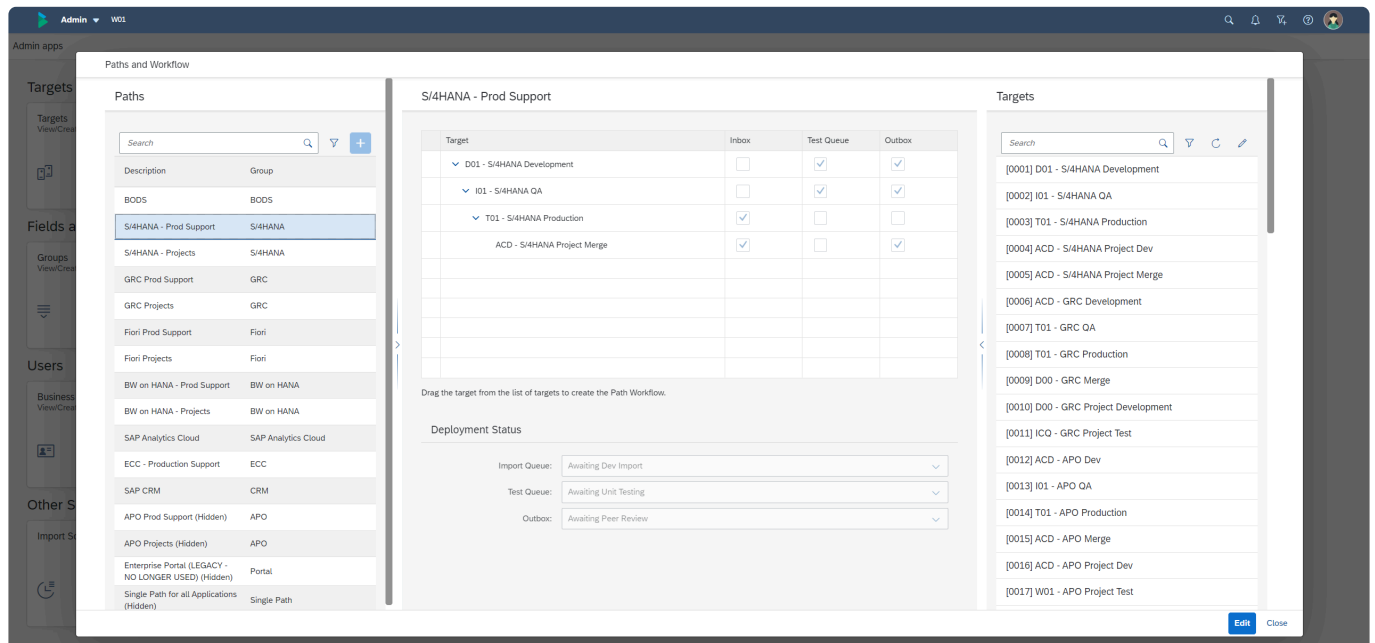 Admin W01
Admin apps
Targets
Targets
View/Creat
Fields a
Groups
View/Creat
Users
Business
View/Creat
Other S
Import Sc
Paths and Workflow
Paths
Search
Description Group
BODS BODS
S/4HANA - Prod Support S/4HANA
S/4HANA - Projects S/4HANA
GRC Prod Support GRC
GRC Projects GRC
Fiori Prod Support Fiori
Fiori Projects Fiori
BW on HANA - Prod Support BW on HANA
BW on HANA - Projects BW on HANA
SAP Analytics Cloud SAP Analytics Cloud
ECC - Production Support ECC
SAP CRM CRM
APO Prod Support (Hidden) APO
APO Projects (Hidden) APO
Enterprise Portal (LEGACY -
NO LONGER USED) (Hidden) Portal
Single Path for all Applications
(Hidden) Single Path
S/4HANA - Prod Support
Target Inbox Test Queue Outbox
D01 - S/4HANA Development
I01 - S/4HANA QA
T01 - S/4HANA Production
ACD - S/4HANA Project Merge
Drag the target from the list of targets to create the Path Workflow.
Deployment Status
Import Queue: Awaiting Dev Import
Test Queue: Awaiting Unit Testing
Outbox: Awaiting Peer Review
Targets
Search
[0001] D01 - S/4HANA Development
[0002] I01 - S/4HANA QA
[0003] T01 - S/4HANA Production
[0004] ACD - S/4HANA Project Dev
[0005] ACD - S/4HANA Project Merge
[0006] ACD - GRC Development
[0007] T01 - GRC QA
[0008] T01 - GRC Production
[0009] D00 - GRC Merge
[0010] D00 - GRC Project Development
[0011] ICQ - GRC Project Test
[0012] ACD - APO Dev
[0013] I01 - APO QA
[0014] T01 - APO Production
[0015] ACD - APO Merge
[0016] ACD - APO Project Dev
[0017] W01 - APO Project Test
Edit Close